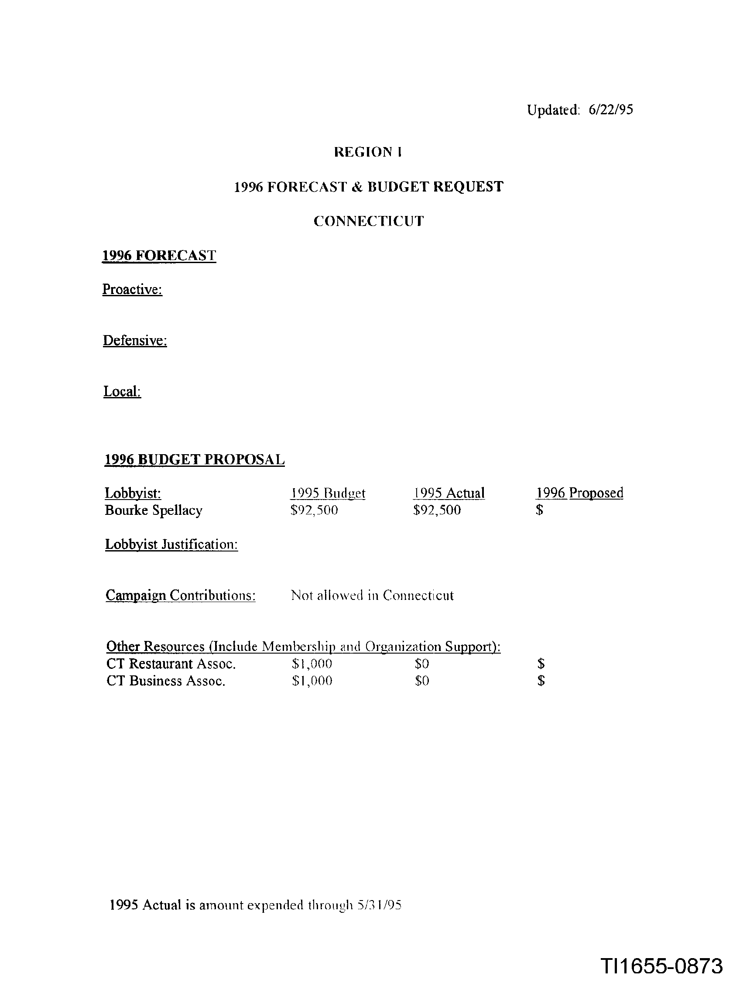 Updated: 6/22/95
REGION I
1996 FORECAST & BUDGET REQUEST
CONNECTICUT
1996 FORECAST
Proactive:
Defensive:
Local:
1996 BUDGET PROPOSAL
Lobbyist: 1995 Budget 1995 Actual 1996 Proposed
Bourke Spellacy $92,500 $92,500 $
Lobbyist Justification:
Campaign Contributions: Not allowed in Connecticut
Other Resources (Include Membership and Organization Support):
CT Restaurant Assoc. $1,000 $0 $
CT Business Assoc. $1,000 $0 $
1995 Actual is amount expended through 5/31/95
TI1655-0873